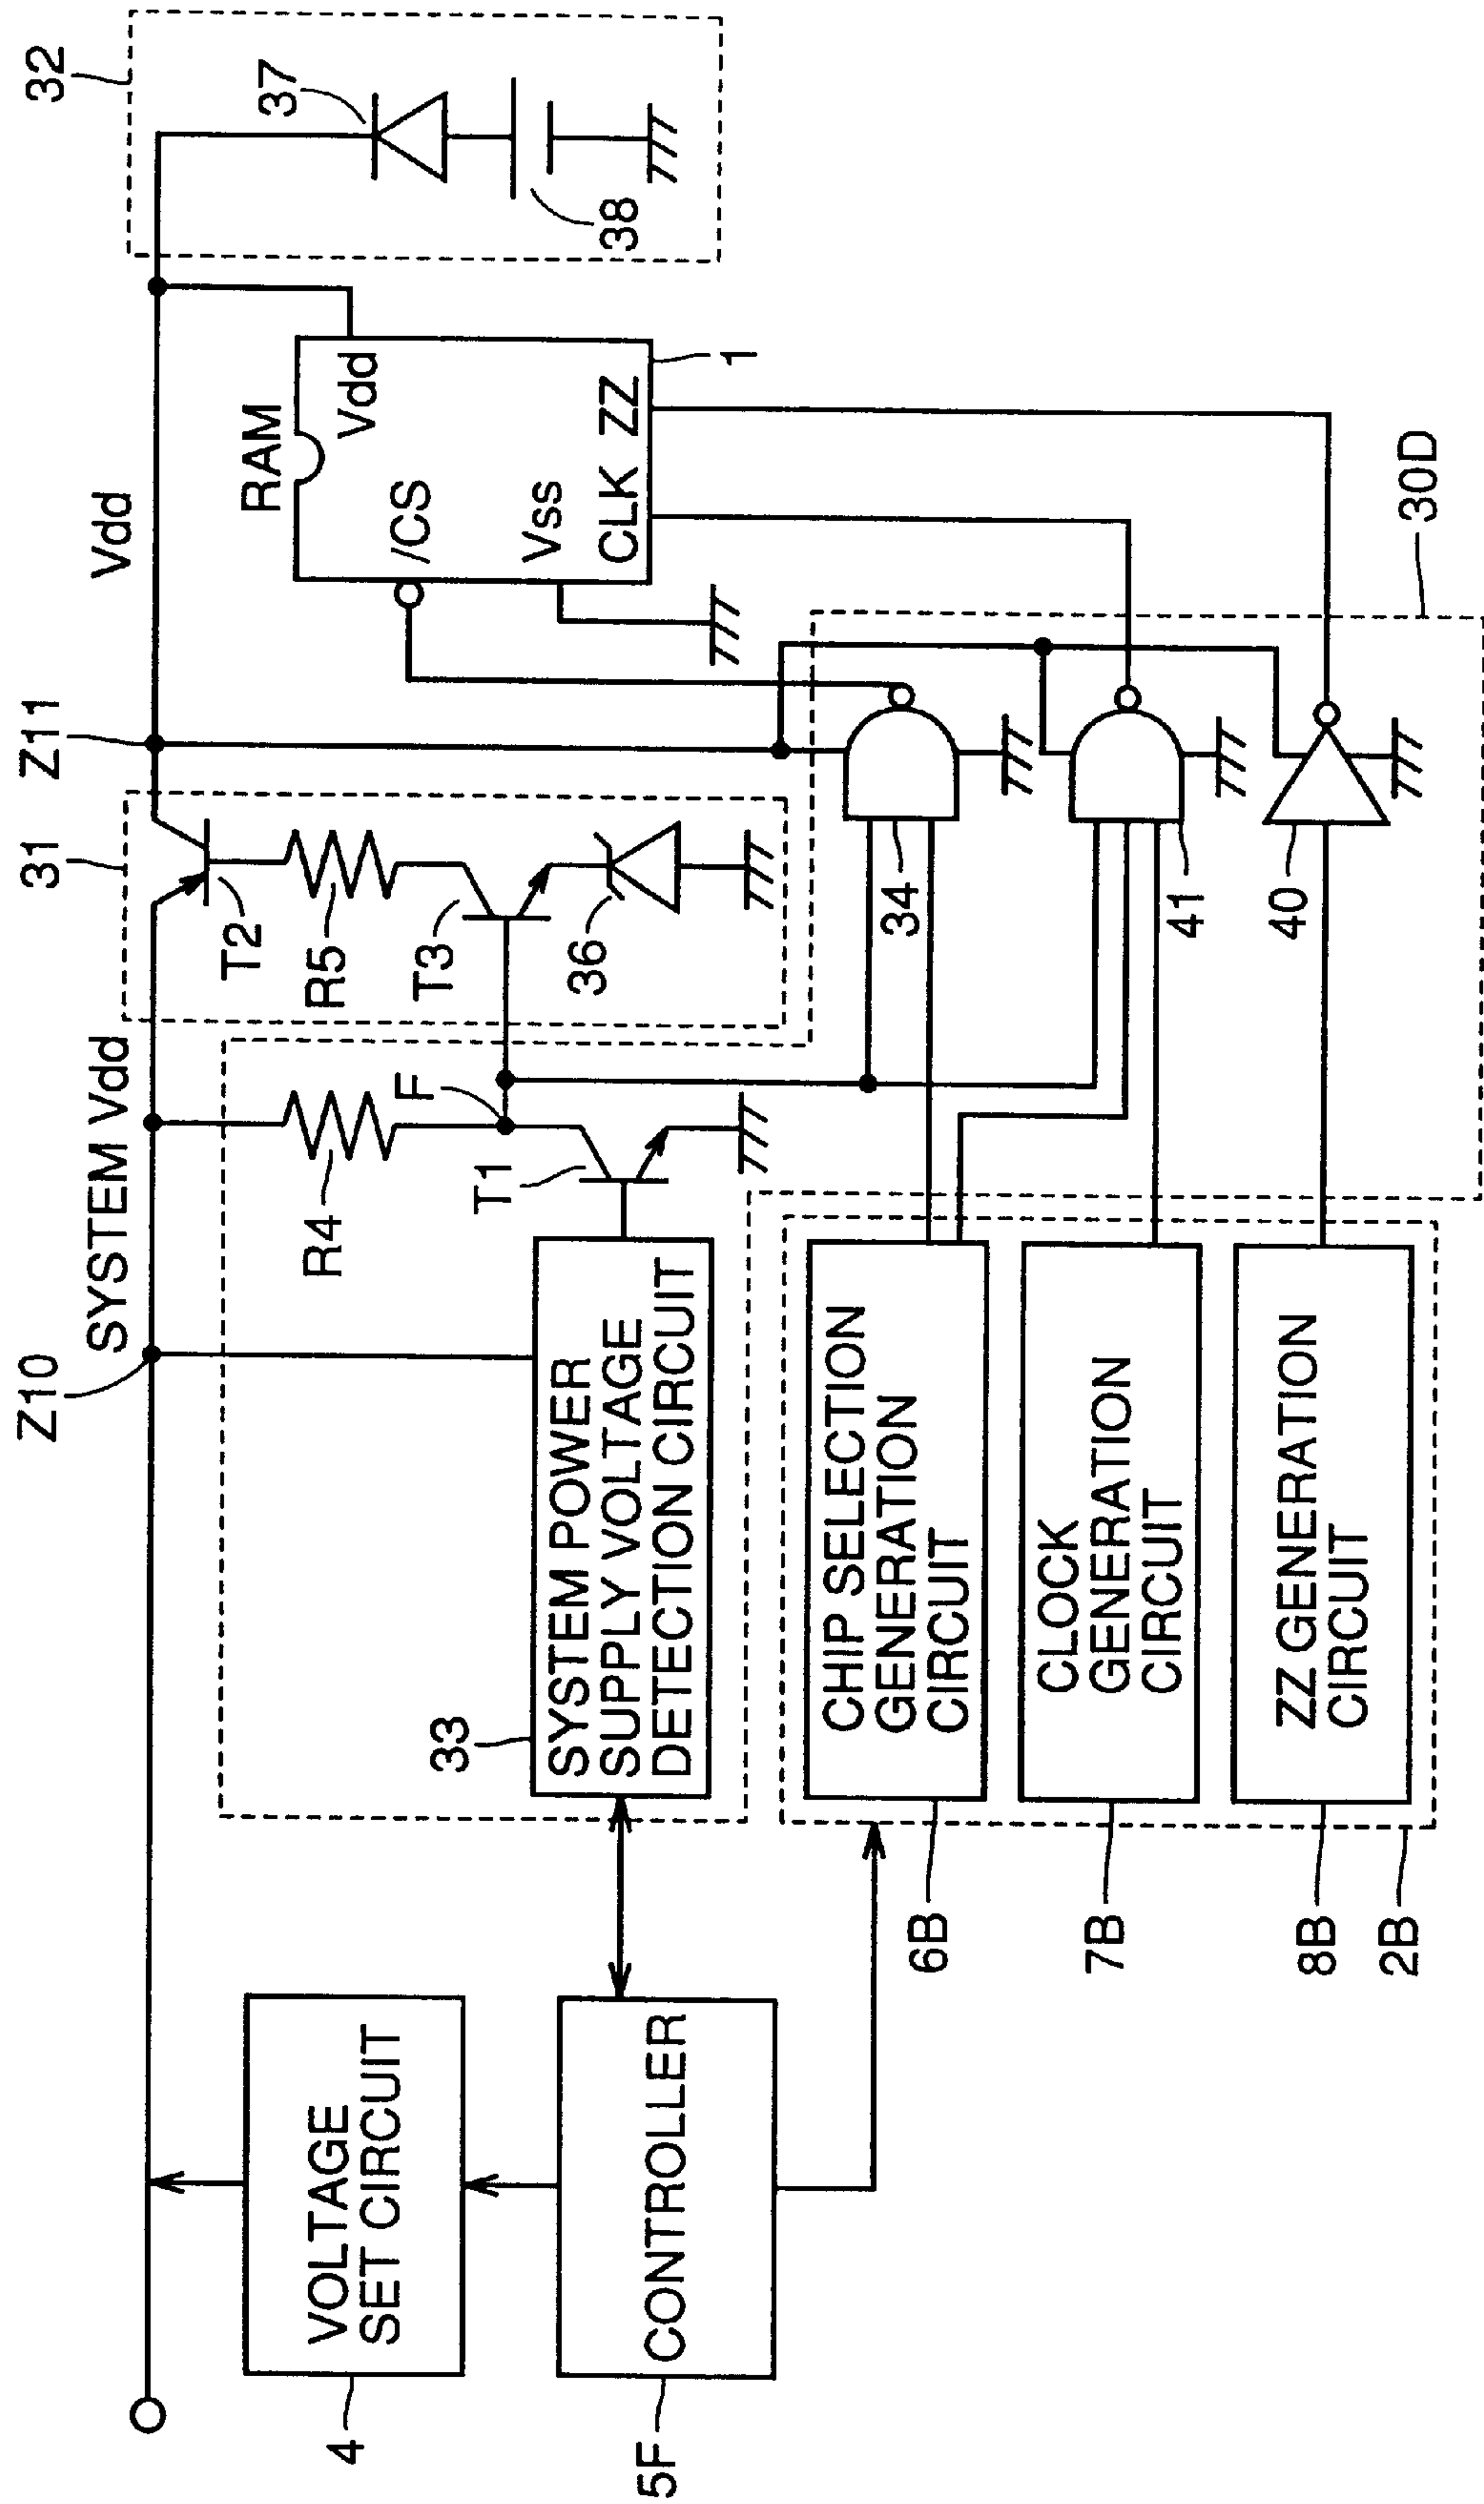 Z10
SYSTEM Vdd
31
Z11
Vdd
32
4
VOLTAGE
SET CIRCUIT
R4
F
T1
T2
R5
T3
36
RAM
Vdd
/CS
Vss
CLK ZZ
1
37
38
5F
CONTROLLER
33
SYSTEM POWER
SUPPLY VOLTAGE
DETECTION CIRCUIT
34
41
40
30D
6B
CHIP SELECTION
GENERATION
CIRCUIT
7B
CLOCK
GENERATION
CIRCUIT
8B
ZZ GENERATION
CIRCUIT
2B